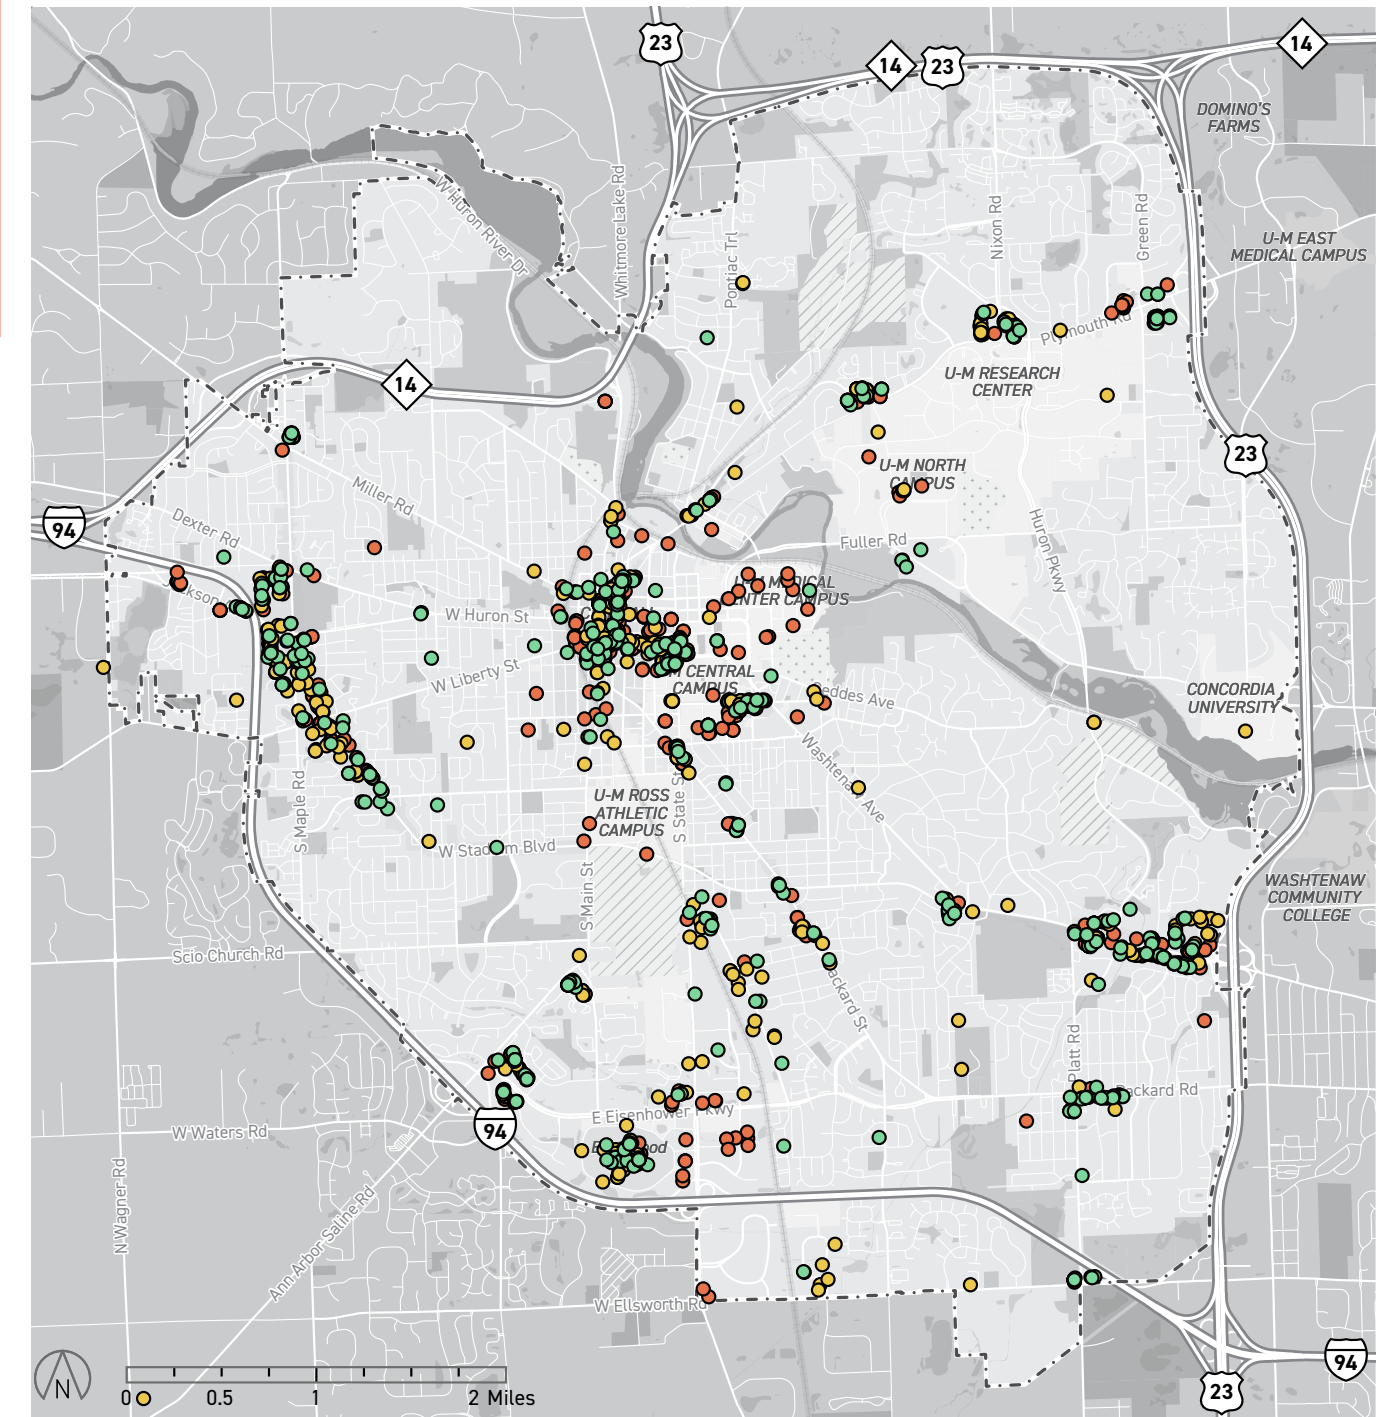 23
14
23
14
DOMINO'S
FARMS
Whitmore Lake Rd
W Huron River Dr
Pontiac Trl
Nixon Rd
Green Rd
U-M EAST
MEDICAL CAMPUS
Plymouth Rd
14
U-M RESEARCH
CENTER
23
U-M NORTH
CAMPUS
Miller Rd
Dexter Rd
94
Fuller Rd
Huron Pkwy
U-M MEDICAL
CENTER CAMPUS
W Huron St
W Liberty St
CENTRAL
CAMPUS
Geddes Ave
CONCORDIA
UNIVERSITY
Washtenaw Ave
S Maple Rd
U-M ROSS
ATHLETIC
CAMPUS
S State St
W Stadium Blvd
S Main St
WASHTENAW
COMMUNITY
COLLEGE
Scio Church Rd
Packard St
Platt Rd
Packard Rd
E Eisenhower Pkwy
94
W Waters Rd
N Wagner Rd
Ann Arbor Saline Rd
W Ellsworth Rd
94
23
N
0 0.5 1 2 Miles